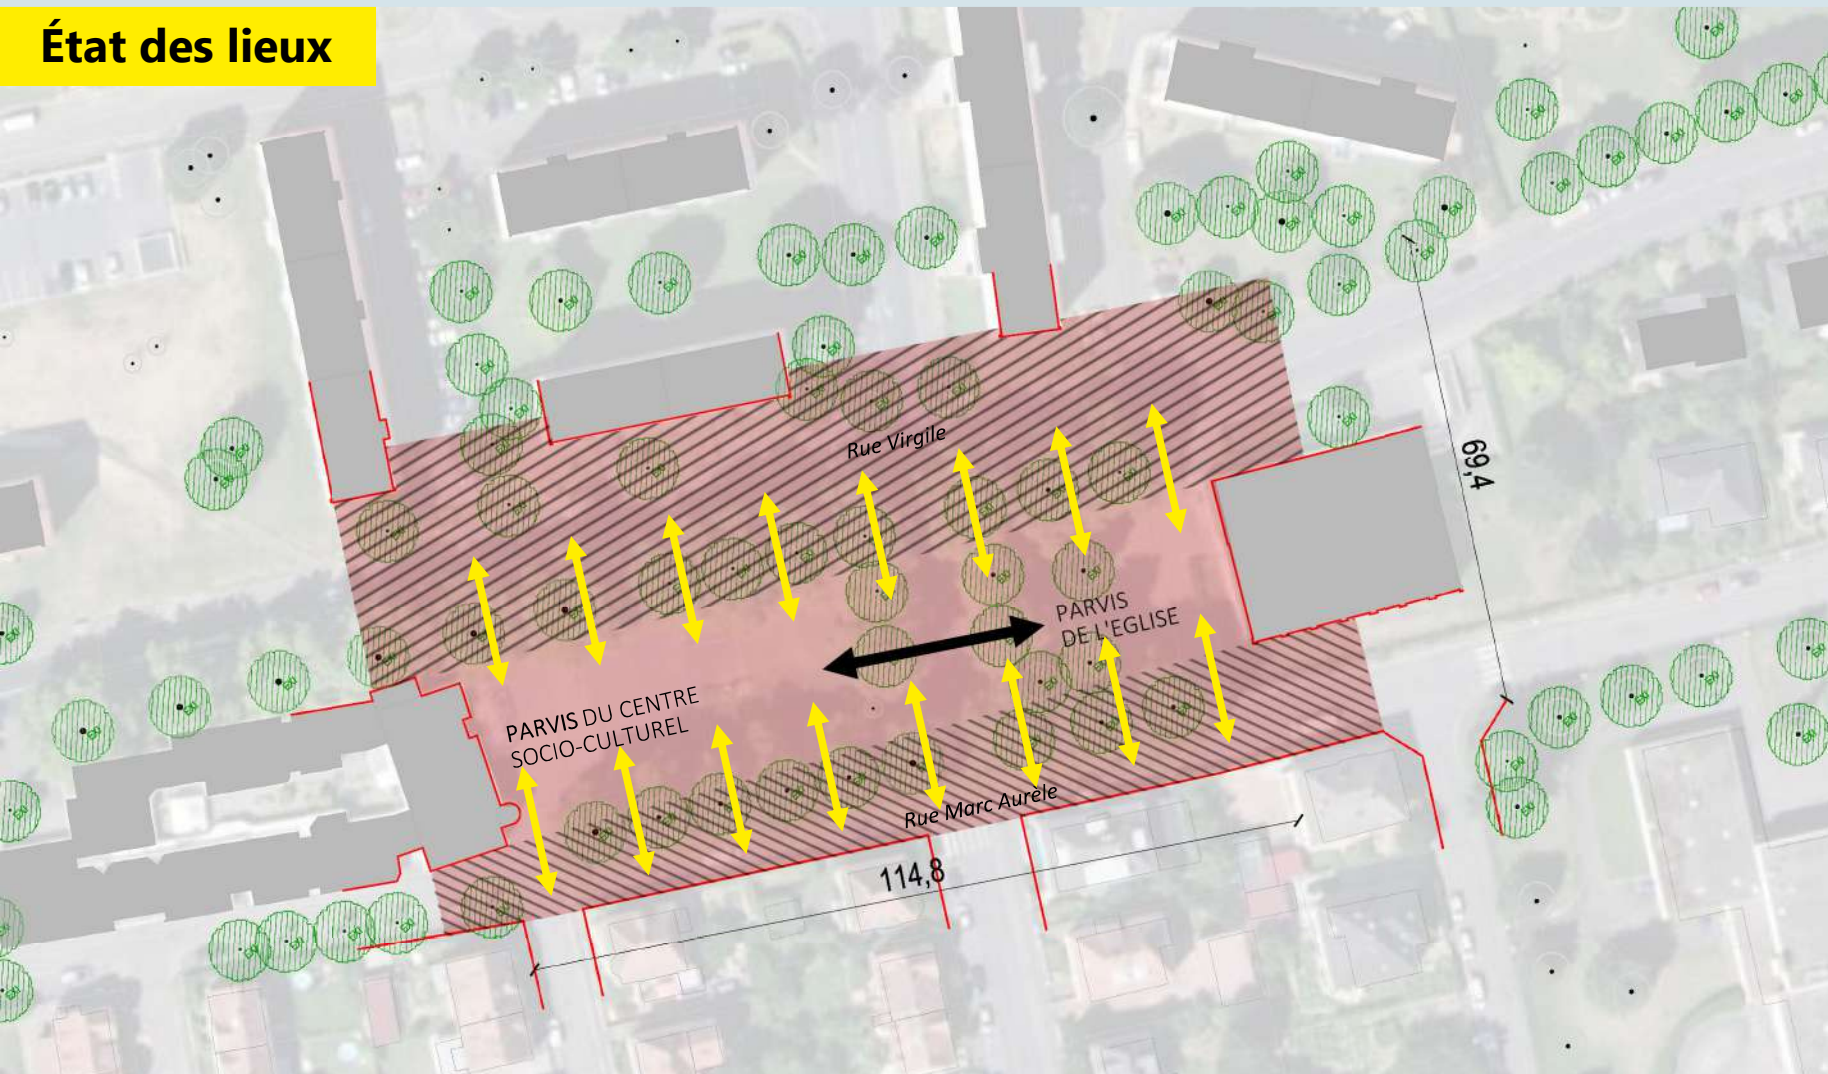 État des lieux
Rue Virgile
69,4
PARVIS
DE L'EGLISE
PARVIS DU CENTRE
SOCIO-CULTUREL
Rue Marc Aurèle
114,8